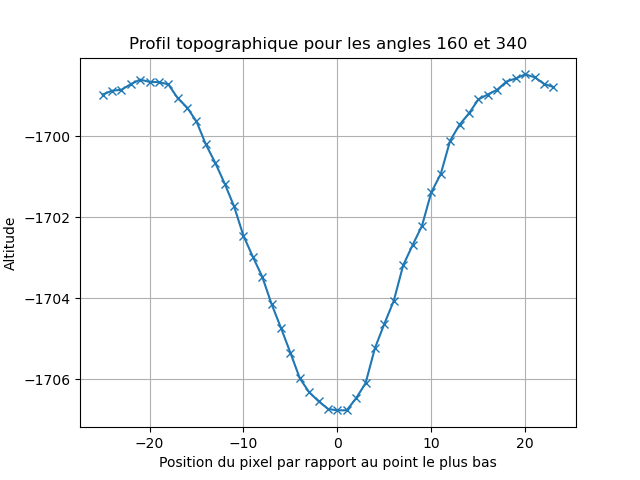 Profil topographique pour les angles 160 et 340
Altitude
−1700
−1702
−1704
−1706
−20 −10 0 10 20
Position du pixel par rapport au point le plus bas